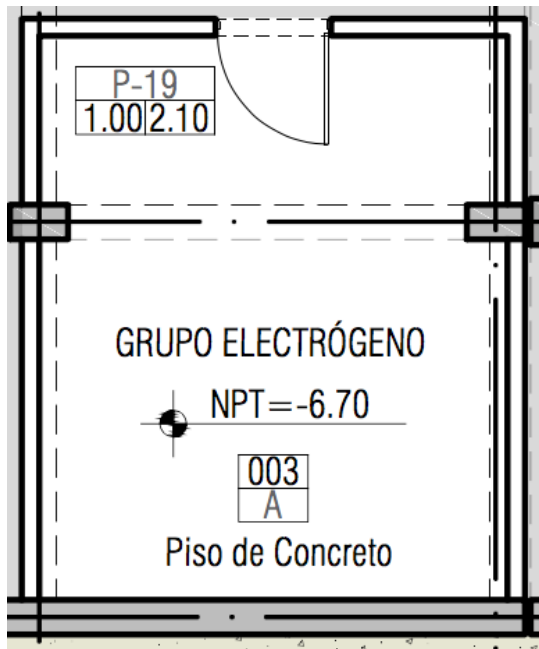 P-19
1.00 2.10
GRUPO ELECTRÓGENO
NPT=-6.70
003
A
Piso de Concreto